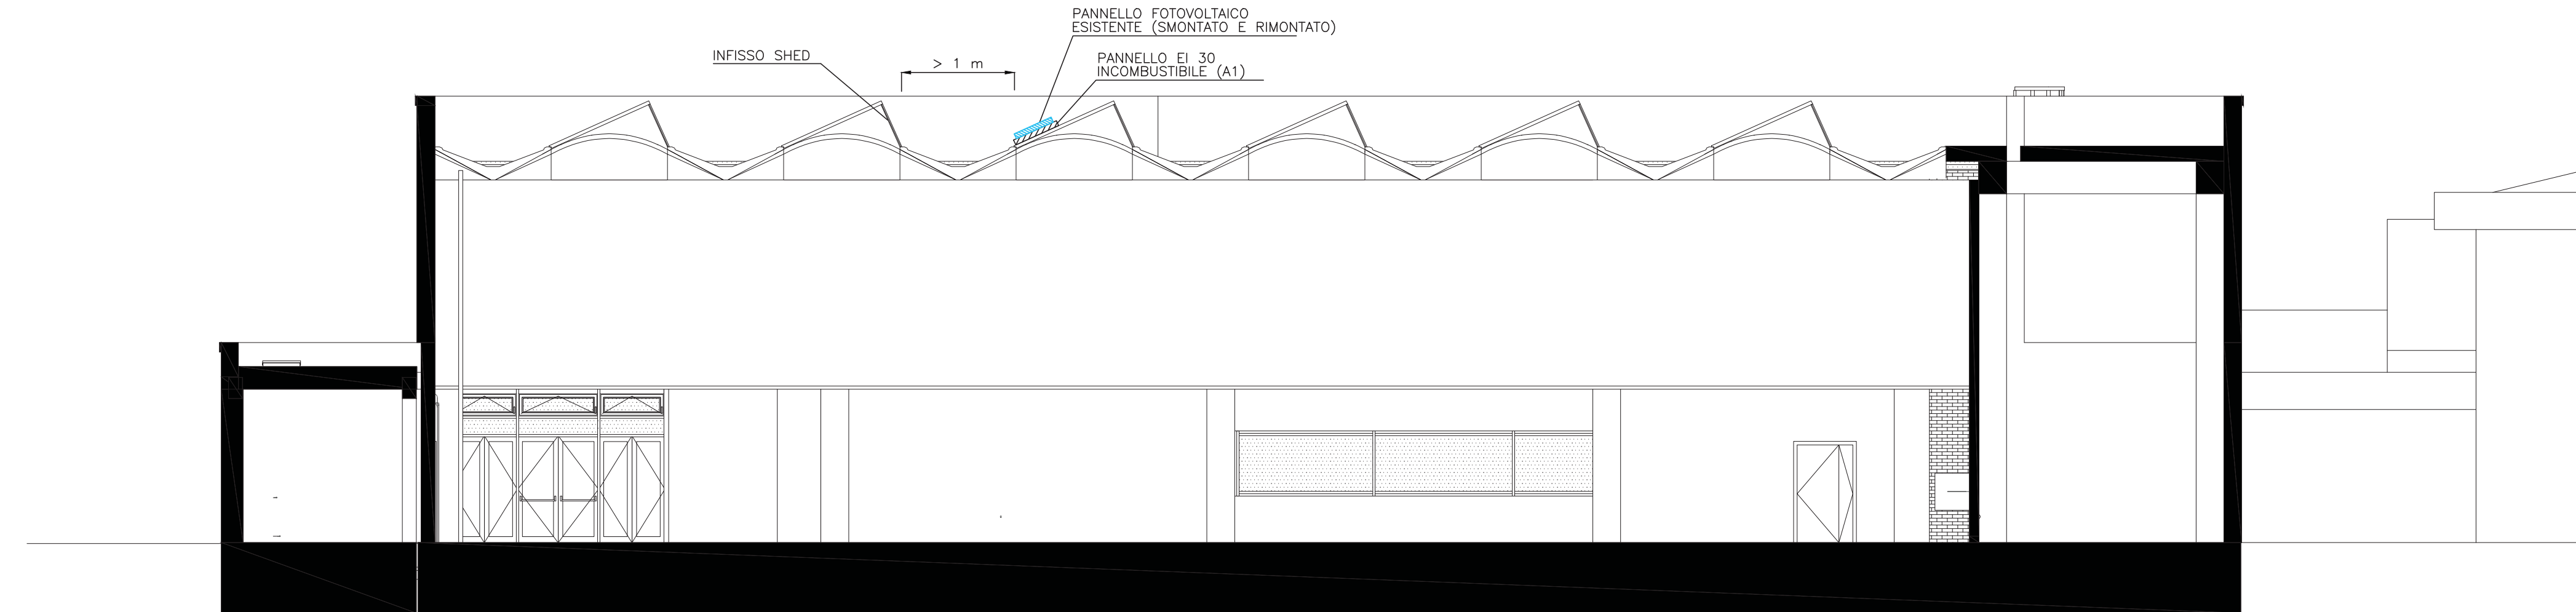 PANNELLO FOTOVOLTAICO
ESISTENTE (SMONTATO E RIMONTATO)
INFISSO SHED
> 1 m
PANNELLO EI 30
INCOMBUSTIBILE (A1)